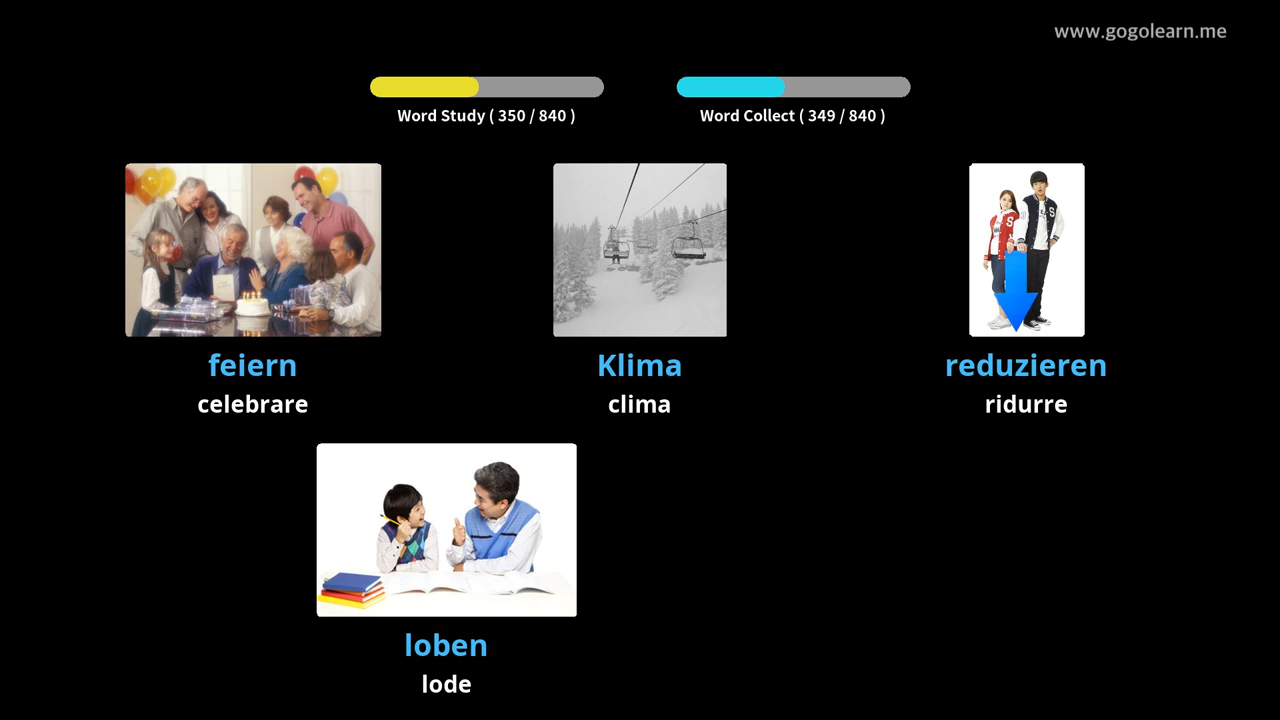 www.gogolearn.me
Word Study ( 350 / 840 )
Word Collect ( 349 / 840 )
feiern
celebrare
Klima
clima
reduzieren
ridurre
loben
lode